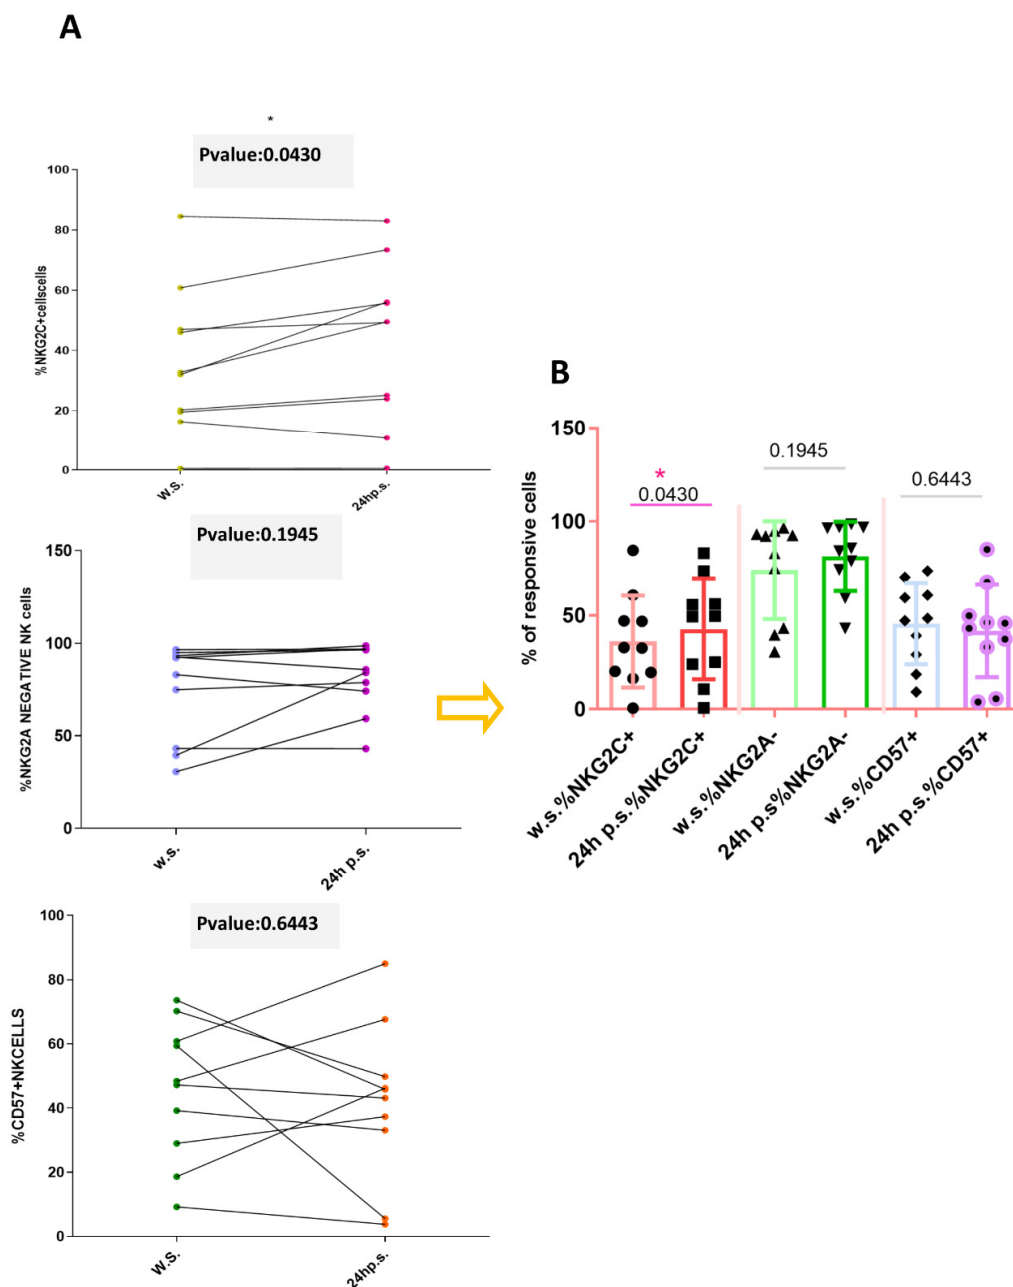 A
*
Pvalue:0.0430
100
80
60
40
20
0
%NKG2C+cellscells
W.S.
24hp.s.
Pvalue:0.1945
150
100
50
0
%NKG2A NEGATIVE NK cells
w.s.
24h p.s.
Pvalue:0.6443
100
80
60
40
20
0
%CD57+NKCELLS
W.S.
24hp.s.
B
150
100
50
0
% of responsive cells
*
0.0430
0.1945
0.6443
w.s.%NKG2C+
24h p.s.%NKG2C+
w.s.%NKG2A-
24h p.s%NKG2A-
w.s.%CD57+
24h p.s.%CD57+